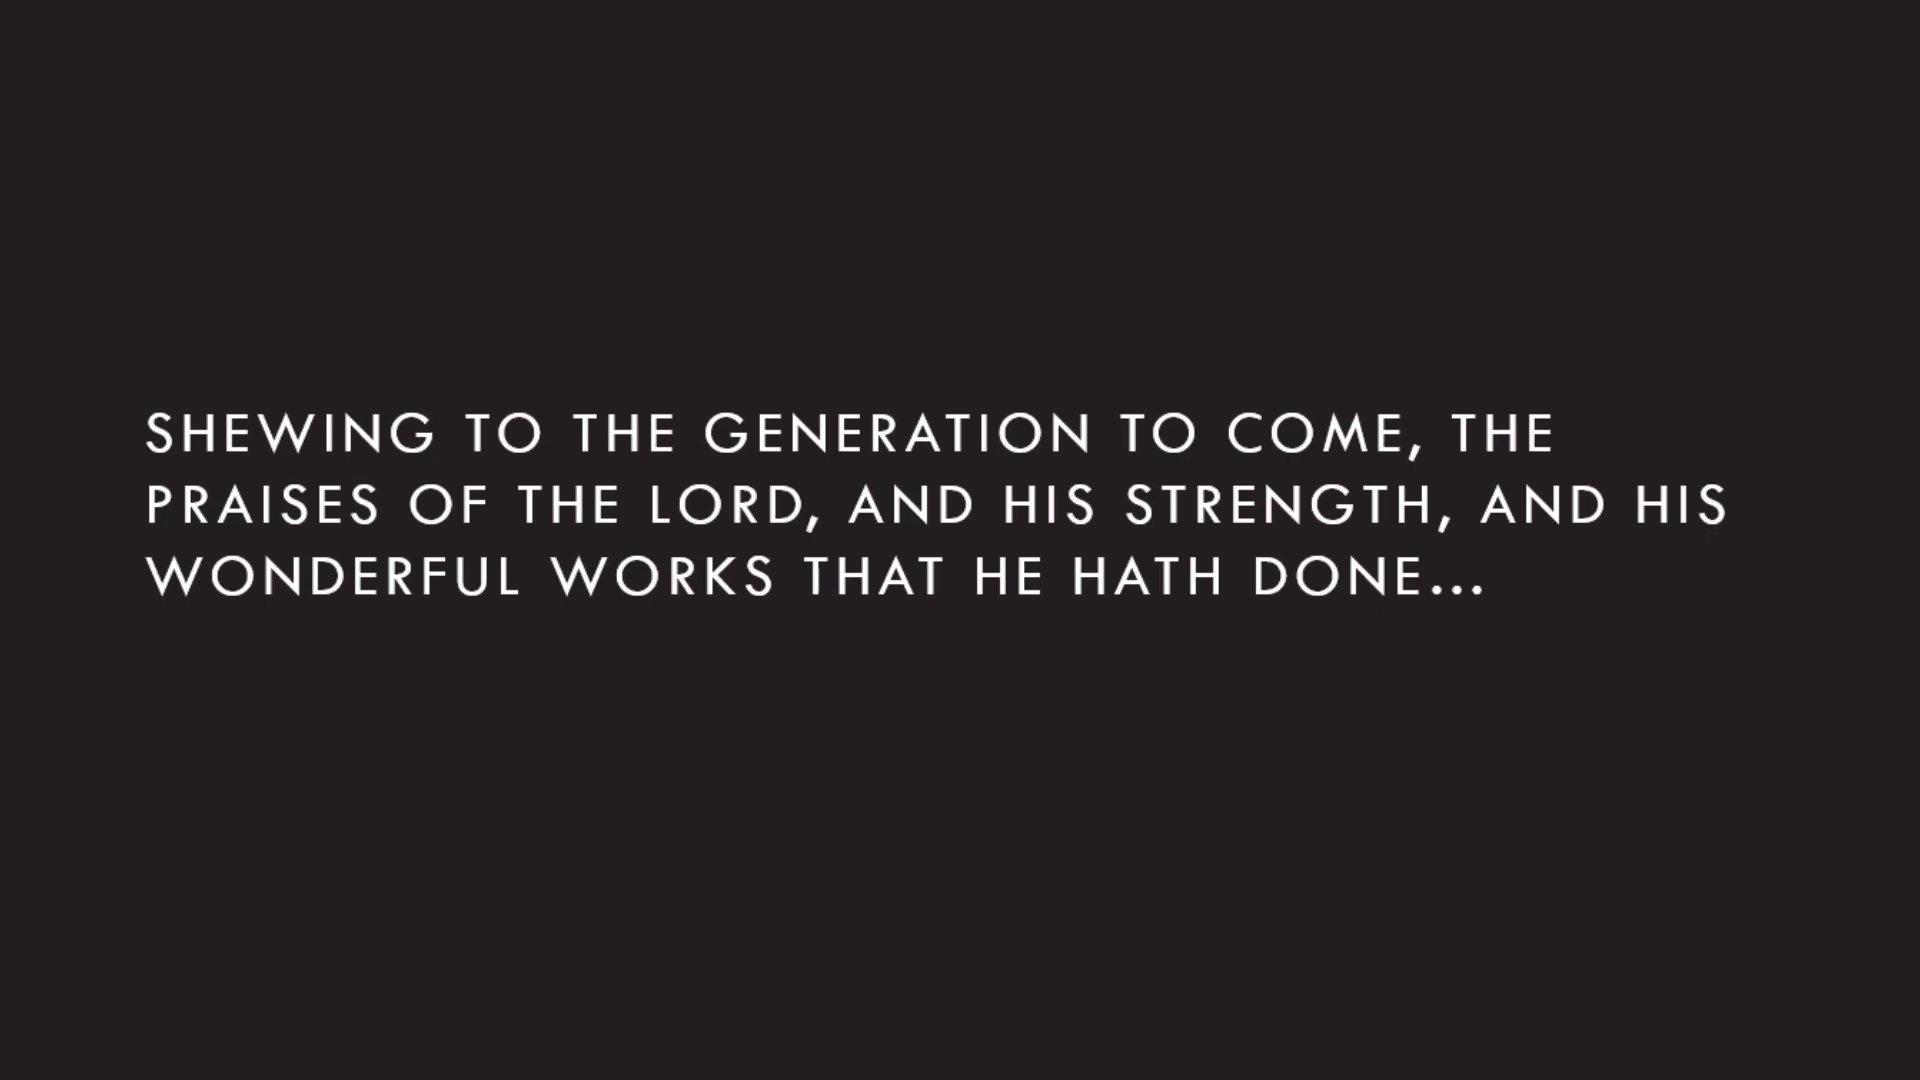 SHEWING TO THE GENERATION TO COME, THE
PRAISES OF THE LORD, AND HIS STRENGTH, AND HIS
WONDERFUL WORKS THAT HE HATH DONE...